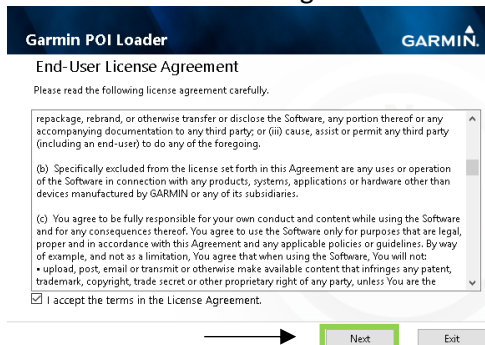 Garmin POI Loader
GARMIN.
End-User License Agreement
Please read the following license agreement carefully.
repackage, rebrand, or otherwise transfer or disclose the Software, any portion thereof or any
accompanying documentation to any third party; or (iii) cause, assist or permit any third party
(including an end-user) to do any of the foregoing.
(b) Specifically excluded from the license set forth in this Agreement are any uses or operation
of the Software in connection with any products, systems, applications or hardware other than
devices manufactured by GARMIN or any of its subsidiaries.
(c) You agree to be fully responsible for your own conduct and content while using the Software
and for any consequences thereof. You agree to use the Software only for purposes that are legal,
proper and in accordance with this Agreement and any applicable policies or guidelines. By way
of example, and not as a limitation, You agree that when using the Software, You will not:
• upload, post, email or transmit or otherwise make available content that infringes any patent,
trademark, copyright, trade secret or other proprietary right of any party, unless You are the
I accept the terms in the License Agreement.
Next
Exit